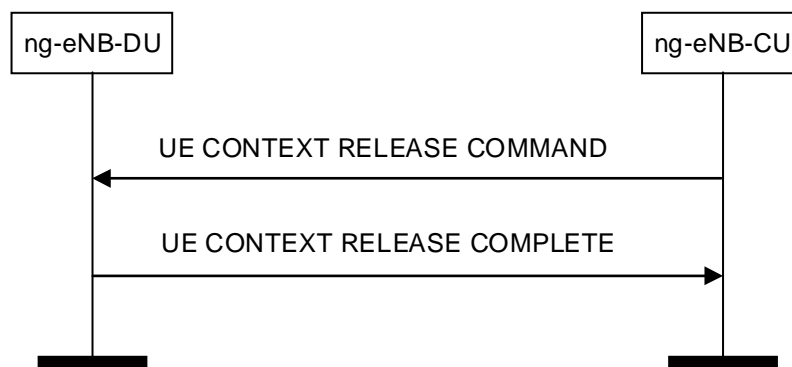 ng-eNB-DU
ng-eNB-CU
UE CONTEXT RELEASE COMMAND
UE CONTEXT RELEASE COMPLETE